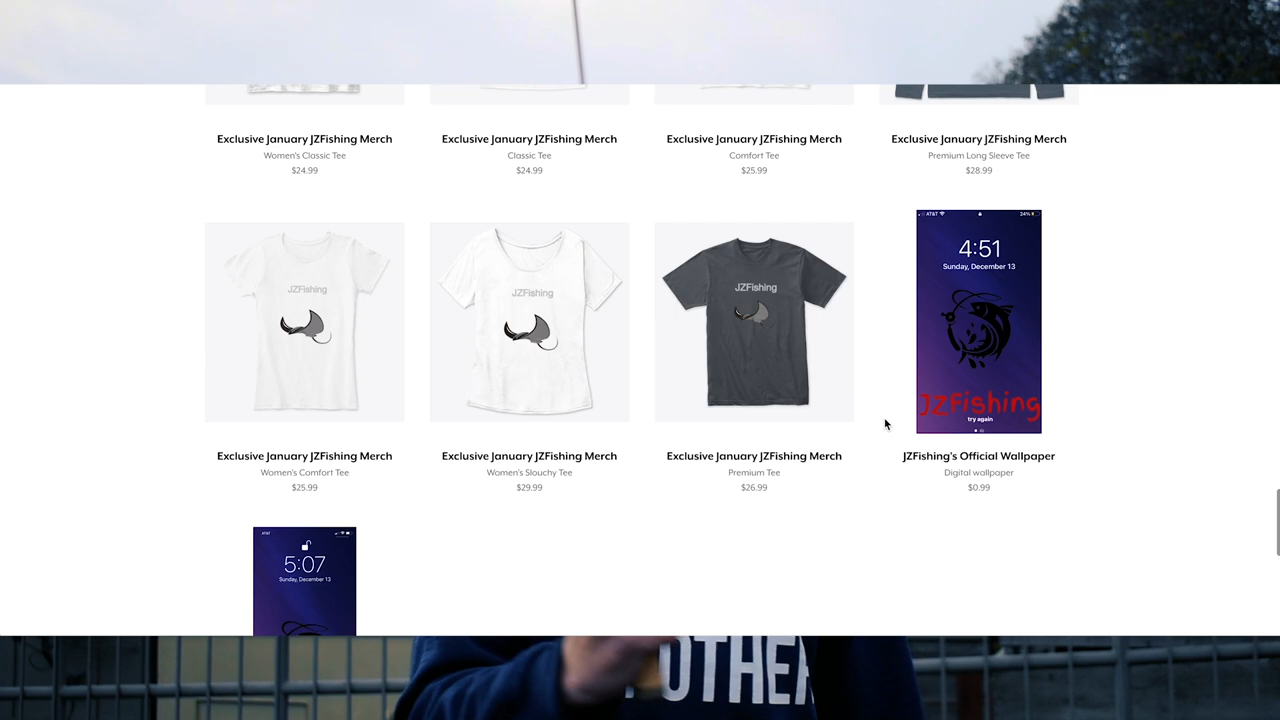 Exclusive January JZFishing Merch
Women's Classic Tee
$24.99
Exclusive January JZFishing Merch
Classic Tee
$24.99
Exclusive January JZFishing Merch
Comfort Tee
$25.99
Exclusive January JZFishing Merch
Premium Long Sleeve Tee
$28.99
JZFishing
Exclusive January JZFishing Merch
Women's Comfort Tee
$25.99
JZFishing
Exclusive January JZFishing Merch
Women's Slouchy Tee
$29.99
JZFishing
Exclusive January JZFishing Merch
Premium Tee
$26.99
AT&T 24%
4:51
Sunday, December 13
JZFishing
try again
JZFishing's Official Wallpaper
Digital wallpaper
$0.99
AT&T
5:07
Sunday, December 13
OTHER